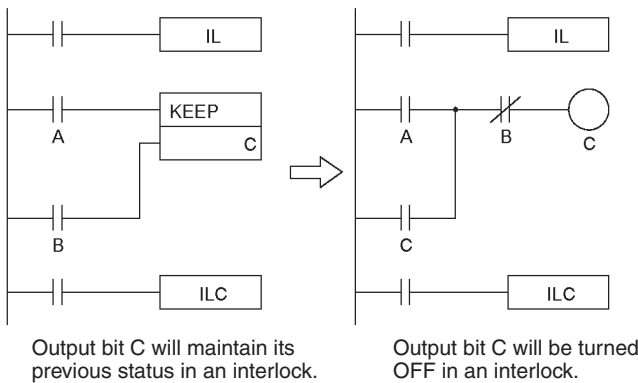 IL
IL
A
KEEP
C
A
B
C
B
C
ILC
ILC
Output bit C will maintain its
previous status in an interlock.
Output bit C will be turned
OFF in an interlock.